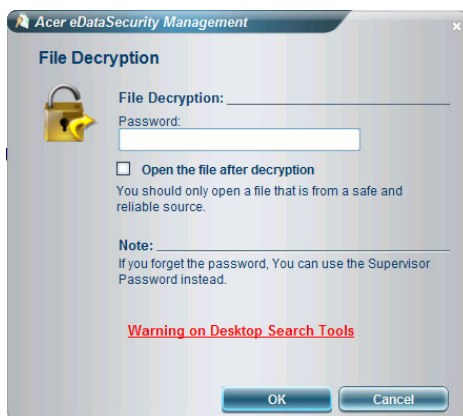 Acer eDataSecurity Management
File Decryption
File Decryption:
Password:
Open the file after decryption
You should only open a file that is from a safe and
reliable source.
Note:
If you forget the password, You can use the Supervisor
Password instead.
Warning on Desktop Search Tools
OK Cancel